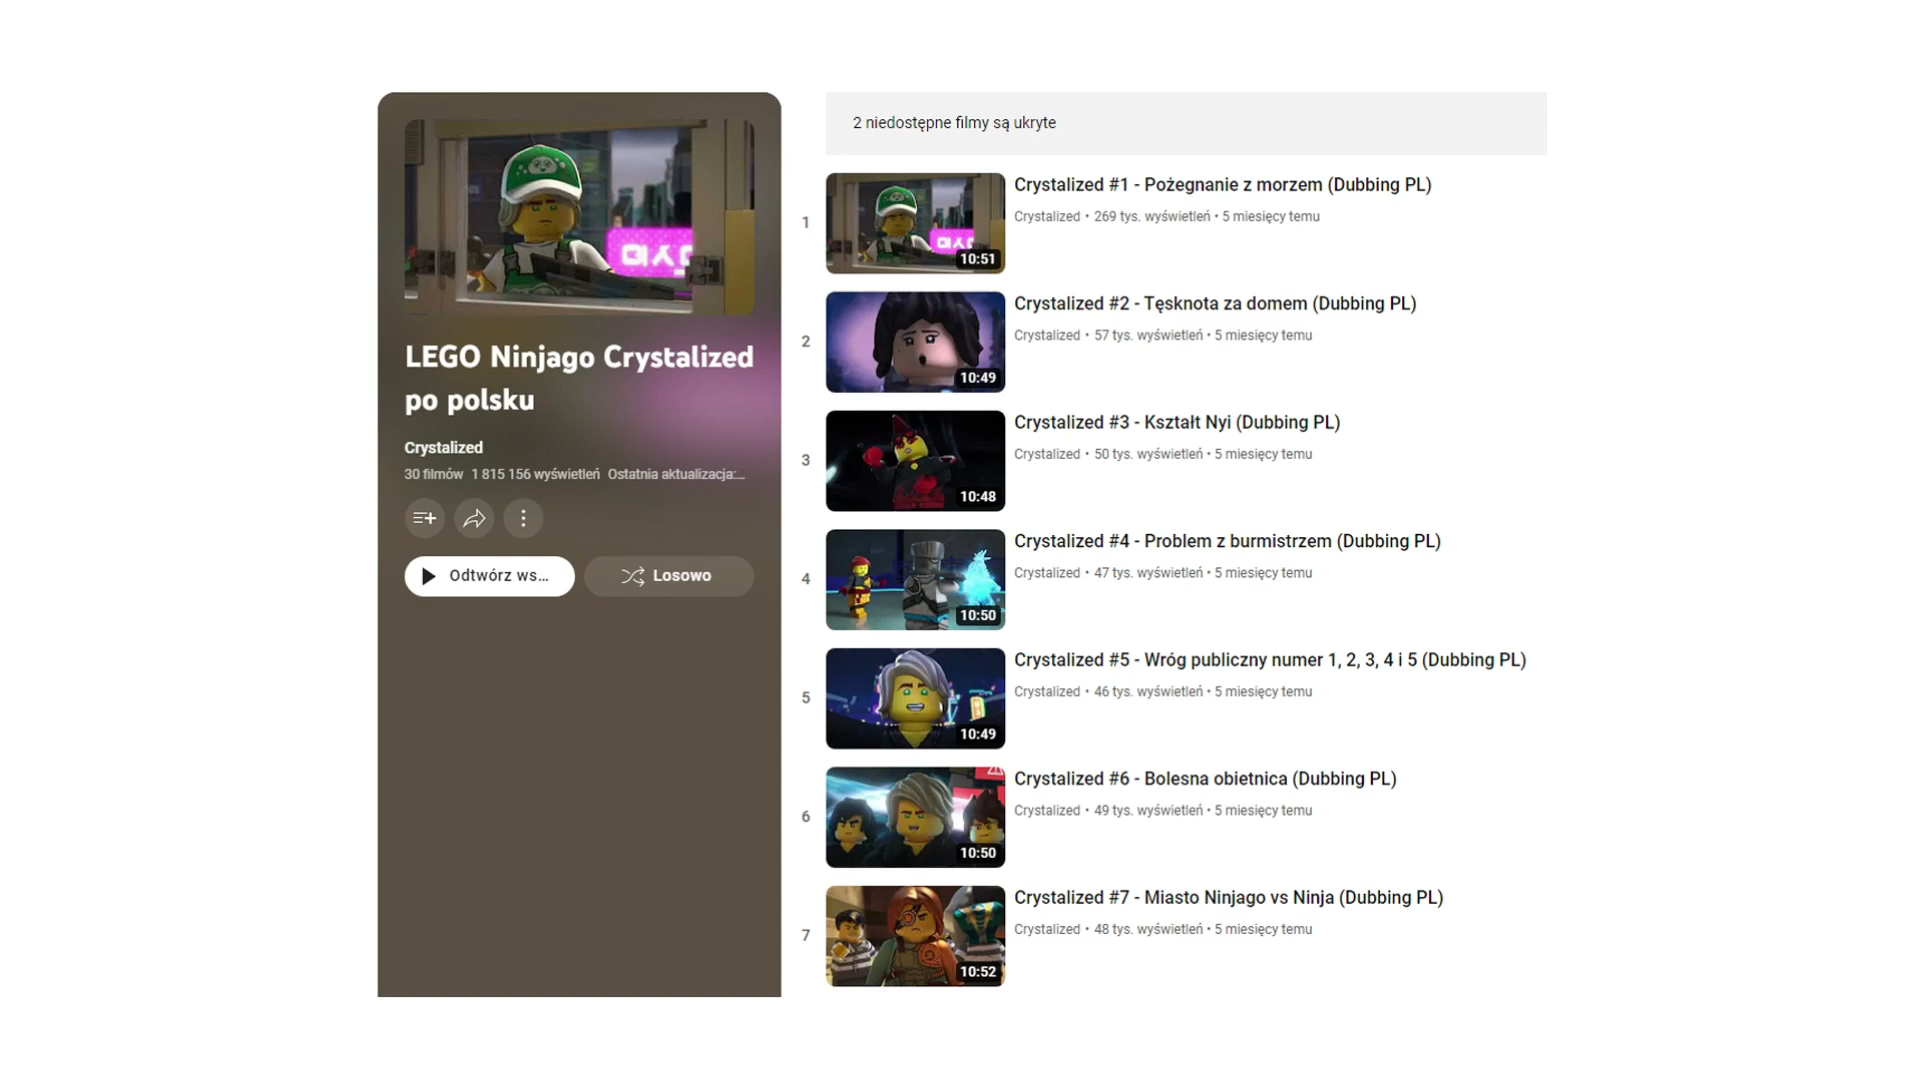 LEGO Ninjago Crystalized
po polsku
Crystalized
30 filmów 1 815 156 wyświetleń Ostatnia aktualizacja:...
Odtwórz ws...
Losowo
2 niedostępne filmy są ukryte
1
10:51
Crystalized #1 - Pożegnanie z morzem (Dubbing PL)
Crystalized • 269 tys. wyświetleń • 5 miesięcy temu
2
10:49
Crystalized #2 - Tęsknota za domem (Dubbing PL)
Crystalized • 57 tys. wyświetleń • 5 miesięcy temu
3
10:48
Crystalized #3 - Kształt Nyi (Dubbing PL)
Crystalized • 50 tys. wyświetleń • 5 miesięcy temu
4
10:50
Crystalized #4 - Problem z burmistrzem (Dubbing PL)
Crystalized • 47 tys. wyświetleń • 5 miesięcy temu
5
10:49
Crystalized #5 - Wróg publiczny numer 1, 2, 3, 4 i 5 (Dubbing PL)
Crystalized • 46 tys. wyświetleń • 5 miesięcy temu
6
10:50
Crystalized #6 - Bolesna obietnica (Dubbing PL)
Crystalized • 49 tys. wyświetleń • 5 miesięcy temu
7
10:52
Crystalized #7 - Miasto Ninjago vs Ninja (Dubbing PL)
Crystalized • 48 tys. wyświetleń • 5 miesięcy temu